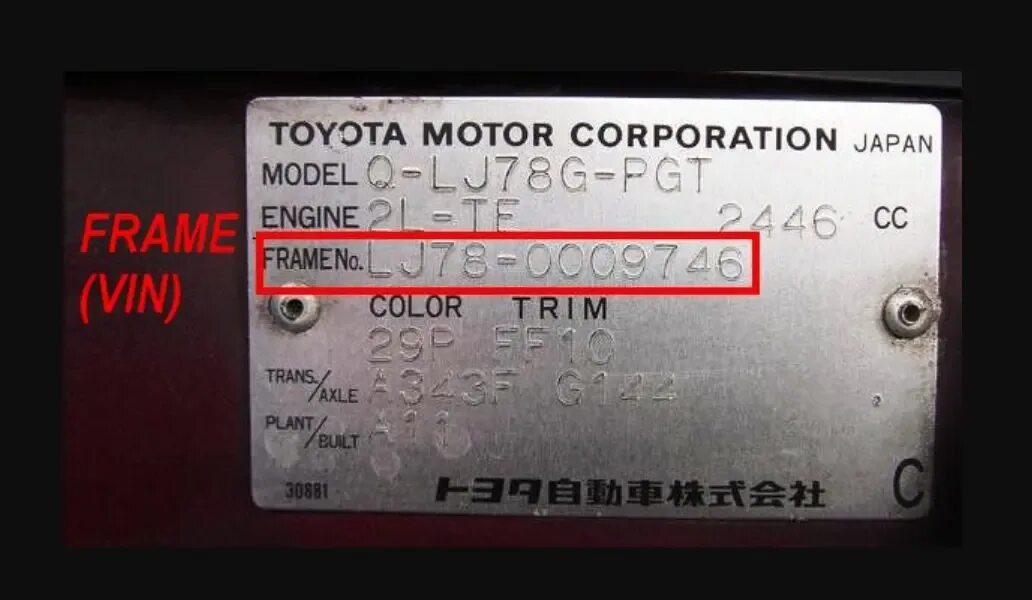 TOYOTA MOTOR CORPORATION JAPAN
MODEL Q-LJ78G-PGT
ENGINE 2L-TE 2446 CC
FRAME (VIN)
FRAME No. LJ78-0009746
COLOR TRIM
29P FF10
TRANS./AXLE A343F G144
PLANT/BUILT A11
30881
トヨタ自動車株式会社
C